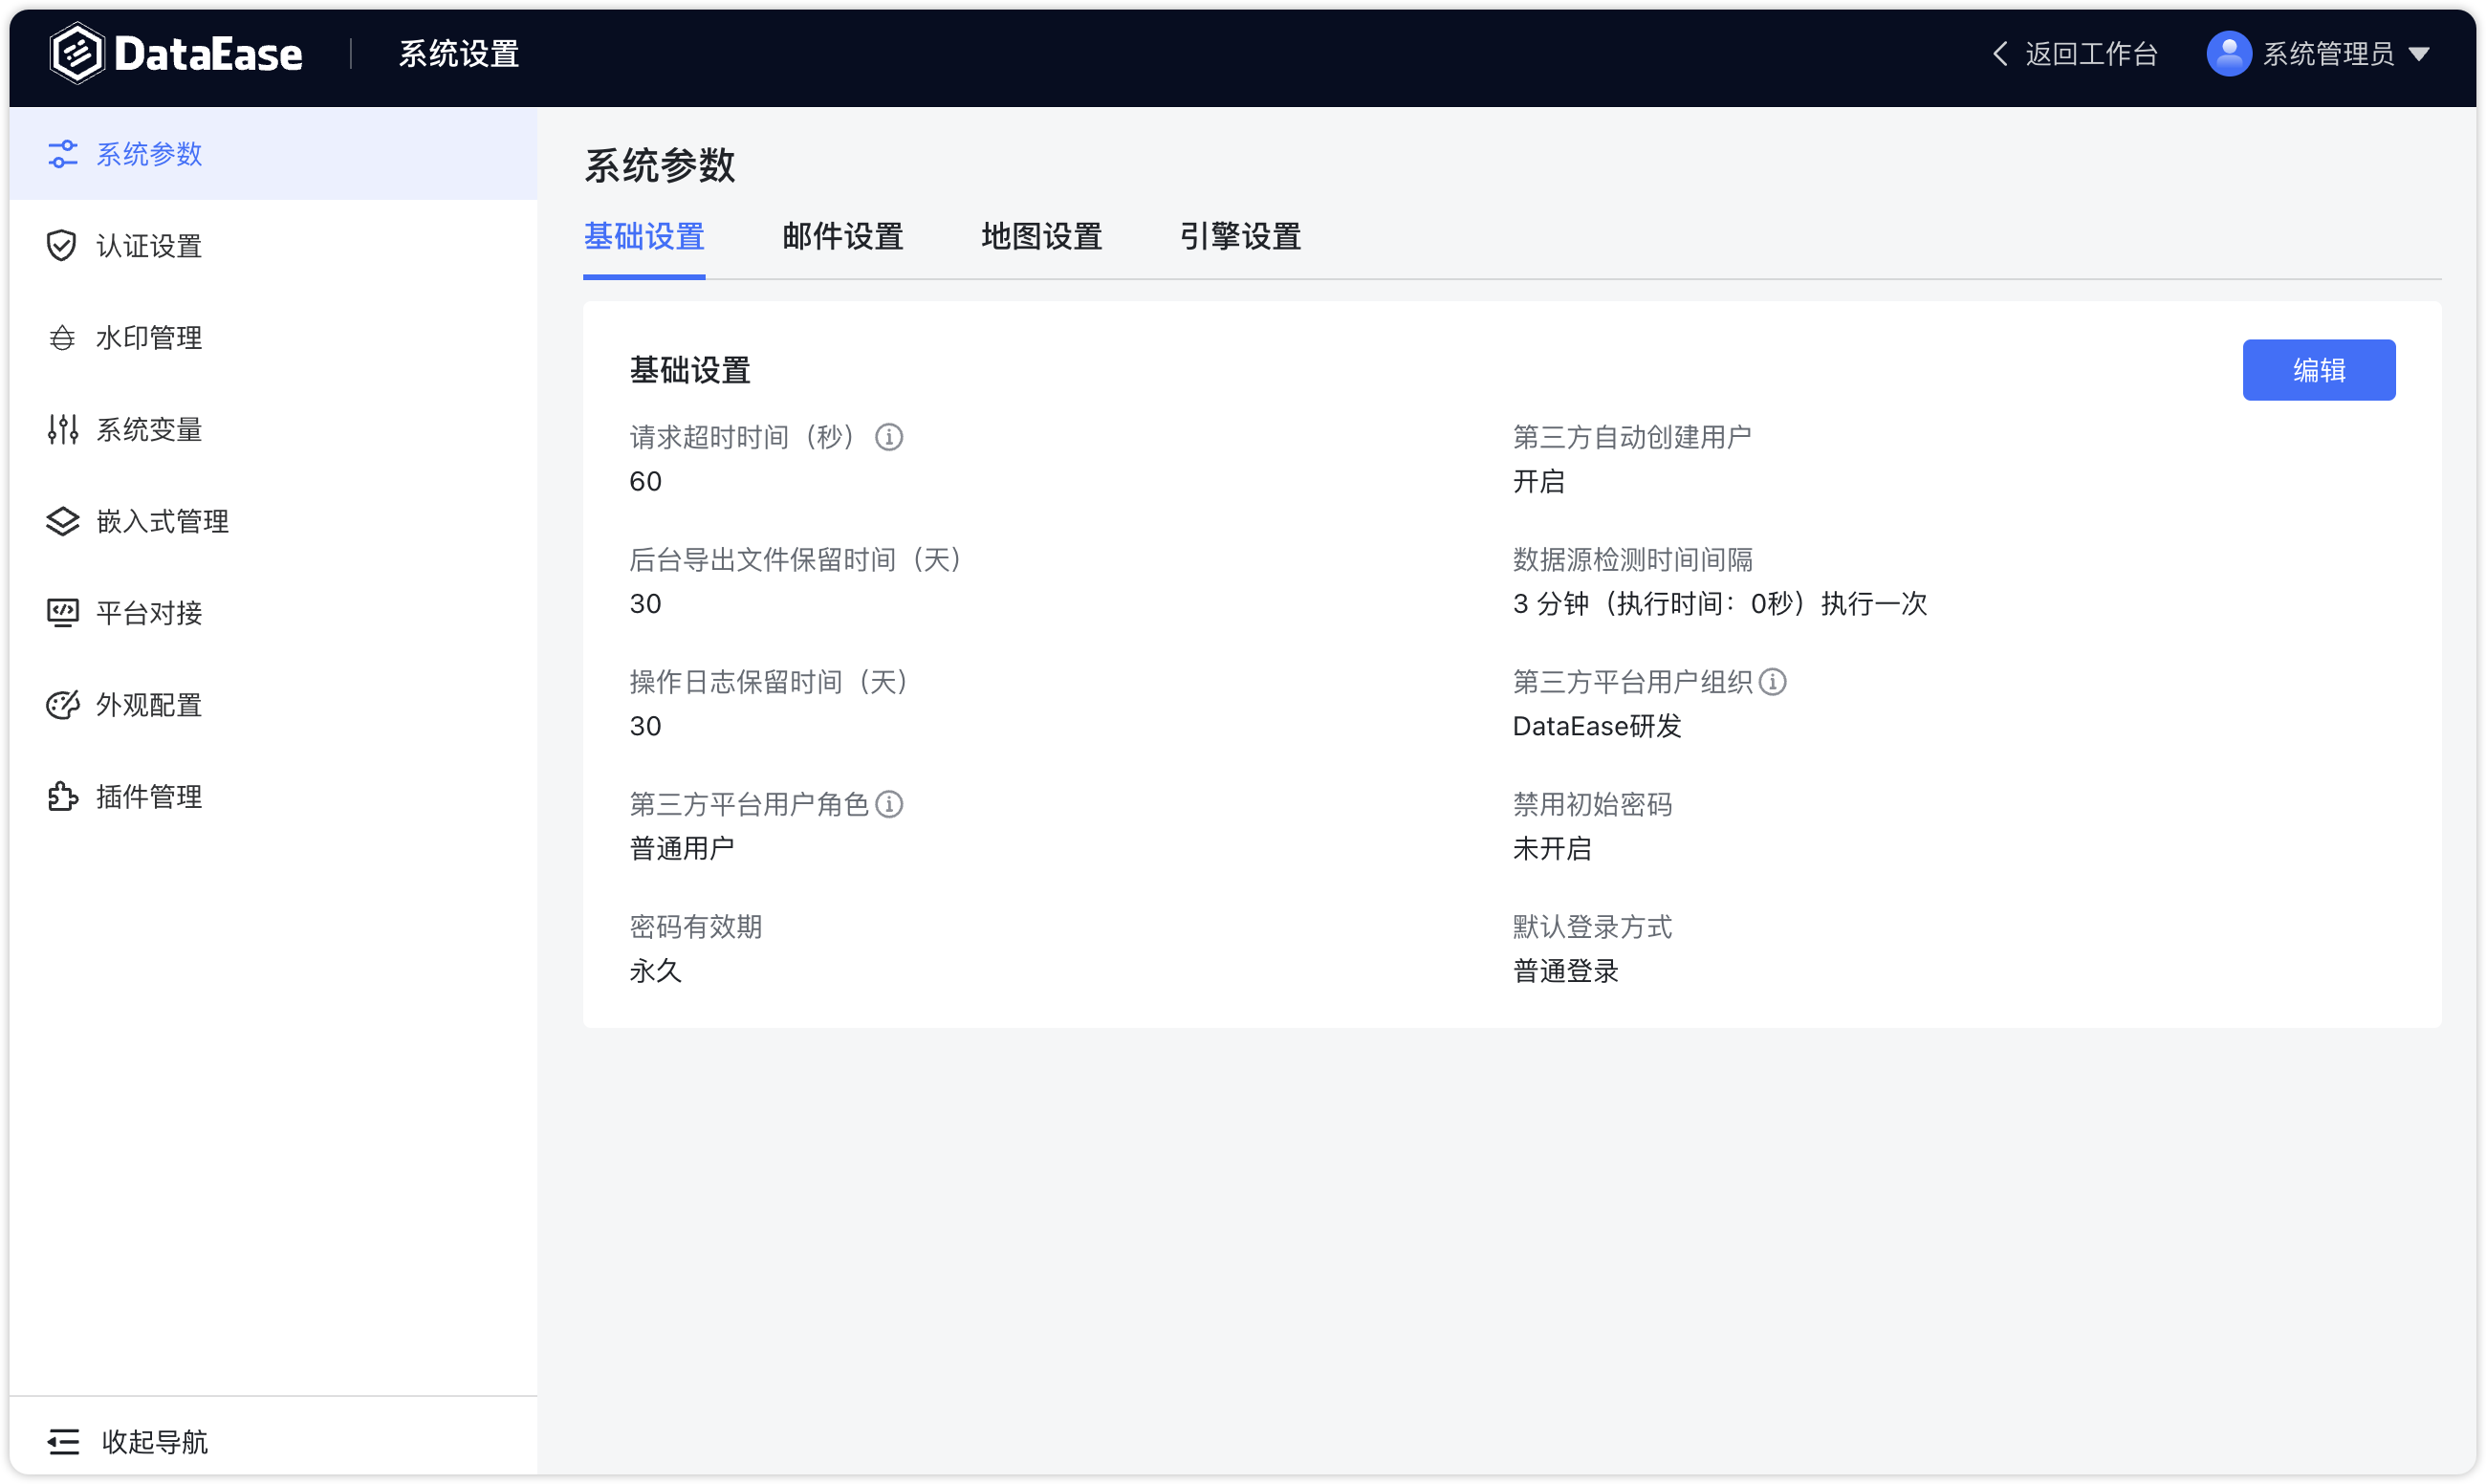 DataEase
系统设置
返回工作台
系统管理员
系统参数
认证设置
水印管理
系统变量
嵌入式管理
平台对接
外观配置
插件管理
收起导航
系统参数
基础设置 邮件设置 地图设置 引擎设置
基础设置
编辑
请求超时时间（秒）
60
第三方自动创建用户
开启
后台导出文件保留时间（天）
30
数据源检测时间间隔
3 分钟（执行时间：0秒）执行一次
操作日志保留时间（天）
30
第三方平台用户组织
DataEase研发
第三方平台用户角色
普通用户
禁用初始密码
未开启
密码有效期
永久
默认登录方式
普通登录